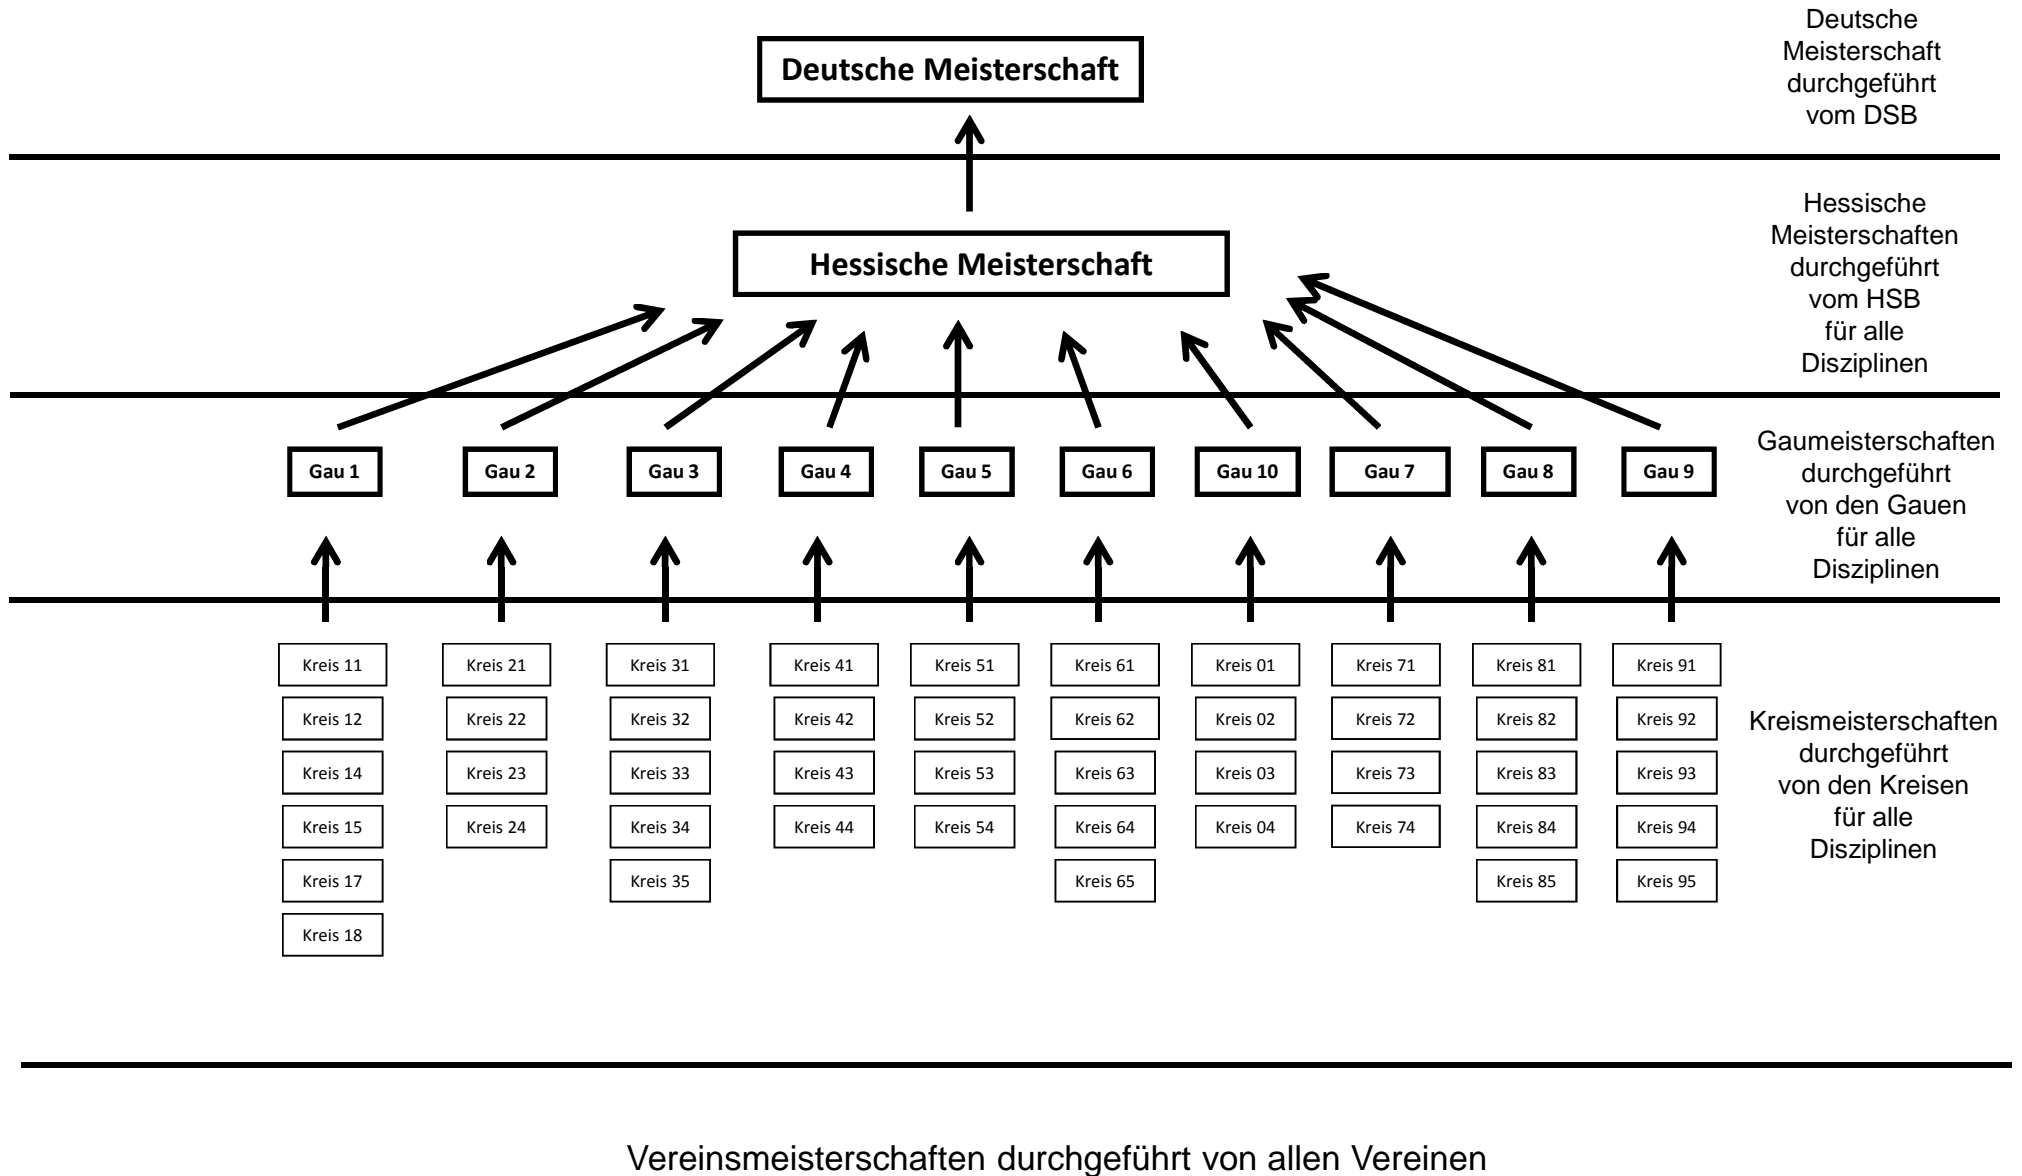 Deutsche
Meisterschaft
durchgeführt
vom DSB
Deutsche Meisterschaft
Hessische
Meisterschaften
durchgeführt
vom HSB
für alle
Disziplinen
Hessische Meisterschaft
Gaumeisterschaften
durchgeführt
von den Gauen
für alle
Disziplinen
Gau 1 Gau 2 Gau 3 Gau 4 Gau 5 Gau 6 Gau 10 Gau 7 Gau 8 Gau 9
Kreis 11 Kreis 21 Kreis 31 Kreis 41 Kreis 51 Kreis 61 Kreis 01 Kreis 71 Kreis 81 Kreis 91
Kreis 12 Kreis 22 Kreis 32 Kreis 42 Kreis 52 Kreis 62 Kreis 02 Kreis 72 Kreis 82 Kreis 92
Kreis 14 Kreis 23 Kreis 33 Kreis 43 Kreis 53 Kreis 63 Kreis 03 Kreis 73 Kreis 83 Kreis 93
Kreis 15 Kreis 24 Kreis 34 Kreis 44 Kreis 54 Kreis 64 Kreis 04 Kreis 74 Kreis 84 Kreis 94
Kreis 17 Kreis 35 Kreis 65 Kreis 85 Kreis 95
Kreis 18
Kreismeisterschaften
durchgeführt
von den Kreisen
für alle
Disziplinen
Vereinsmeisterschaften durchgeführt von allen Vereinen